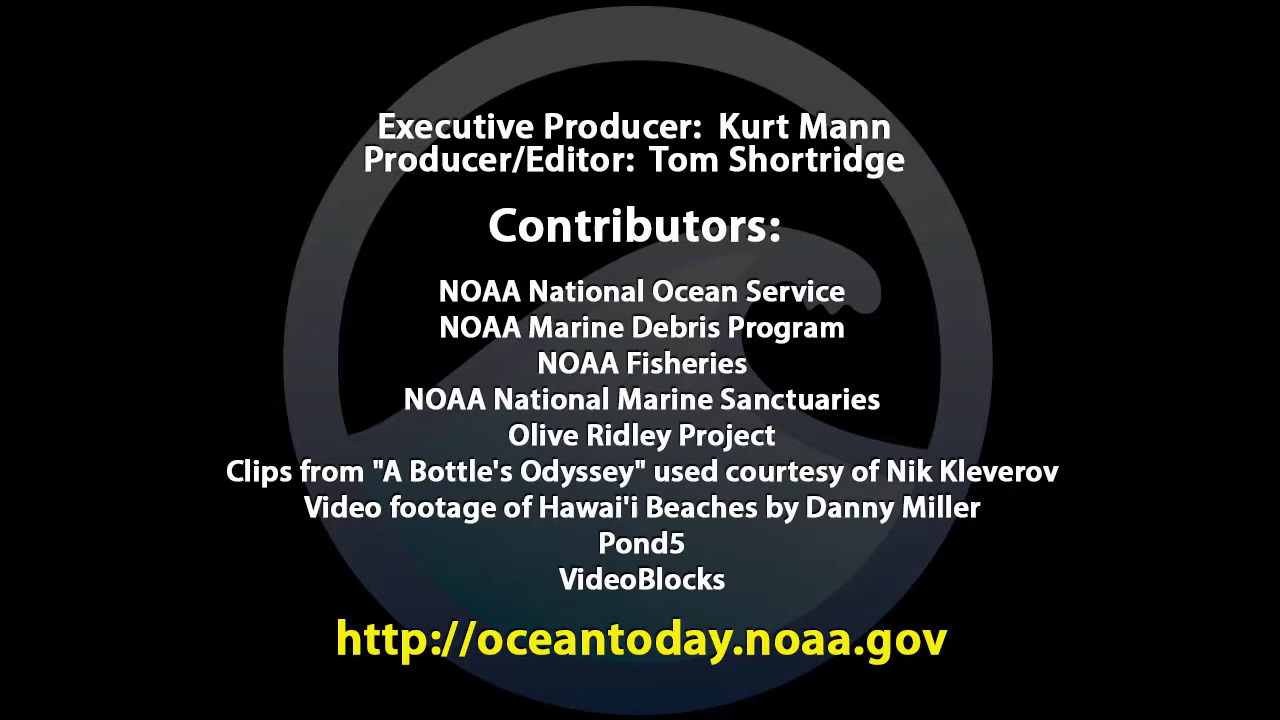 Executive Producer: Kurt Mann
Producer/Editor: Tom Shortridge
Contributors:
NOAA National Ocean Service
NOAA Marine Debris Program
NOAA Fisheries
NOAA National Marine Sanctuaries
Olive Ridley Project
Clips from "A Bottle's Odyssey" used courtesy of Nik Kleverov
Video footage of Hawai'i Beaches by Danny Miller
Pond5
VideoBlocks
http://oceantoday.noaa.gov